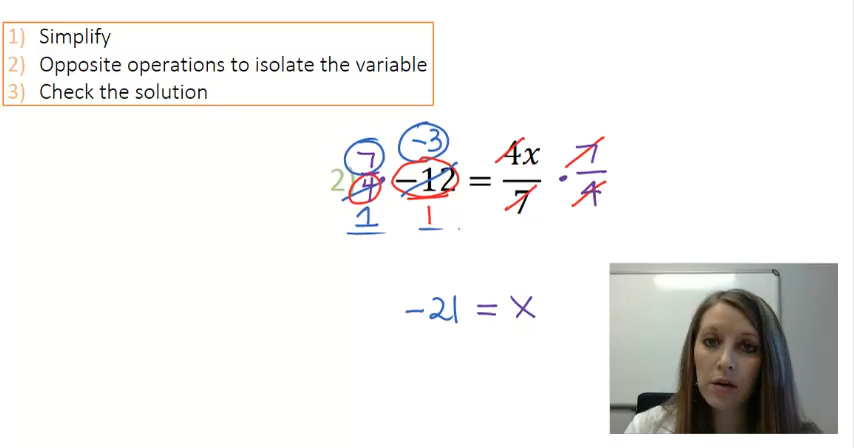 1) Simplify
2) Opposite operations to isolate the variable
3) Check the solution
7 -3
2) 4 · -12 = 4x/7 · 7/4
1 1
-21 = x